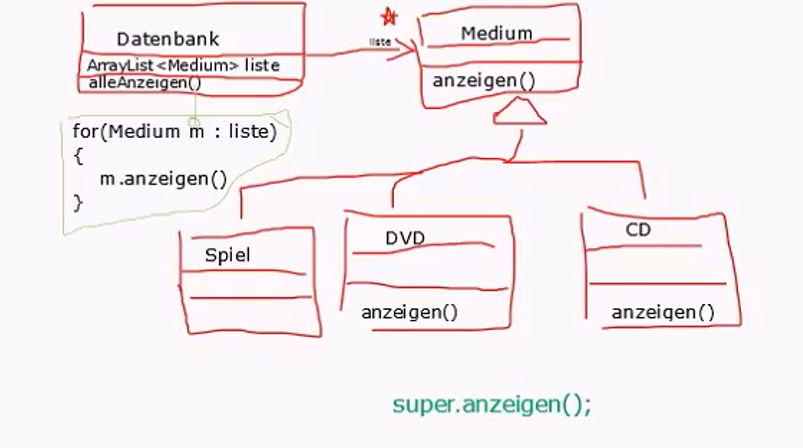 Datenbank
ArrayList<Medium> liste
alleAnzeigen()
liste
Medium
anzeigen()
for(Medium m : liste)
{
m.anzeigen()
}
Spiel
DVD
anzeigen()
CD
anzeigen()
super.anzeigen();